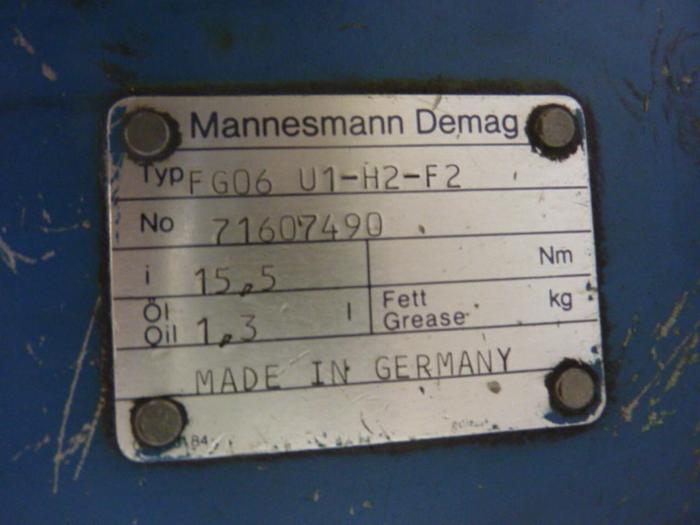 Mannesmann Demag
Typ FG06 U1-H2-F2
No 71607490
i 15,5 Nm
Öl
Oil 1,3 l Fett
Grease kg
MADE IN GERMANY
84